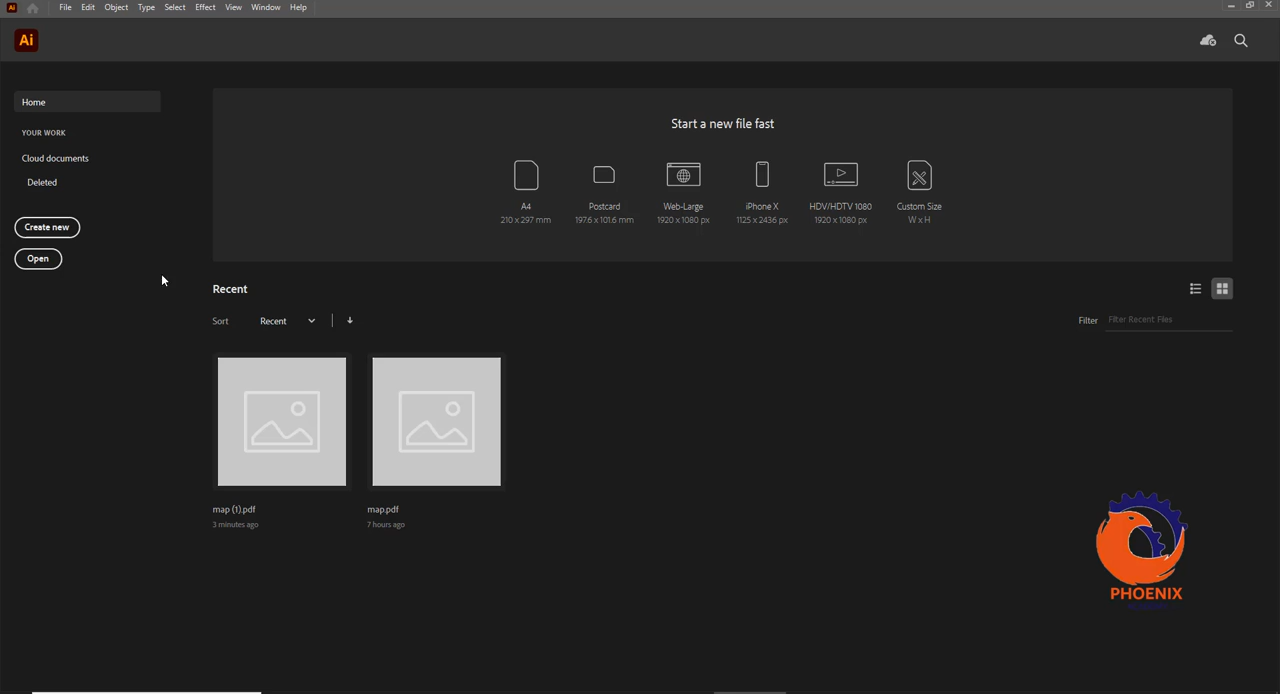 Ai File Edit Object Type Select Effect View Window Help
Ai
Home
YOUR WORK
Cloud documents
Deleted
Create new
Open
Start a new file fast
A4
210 x 297 mm
Postcard
197.6 x 101.6 mm
Web-Large
1920 x 1080 px
iPhone X
1125 x 2436 px
HDV/HDTV 1080
1920 x 1080 px
Custom Size
W x H
Recent
Sort Recent
Filter Filter Recent Files
map (1).pdf
3 minutes ago
map.pdf
7 hours ago
PHOENIX